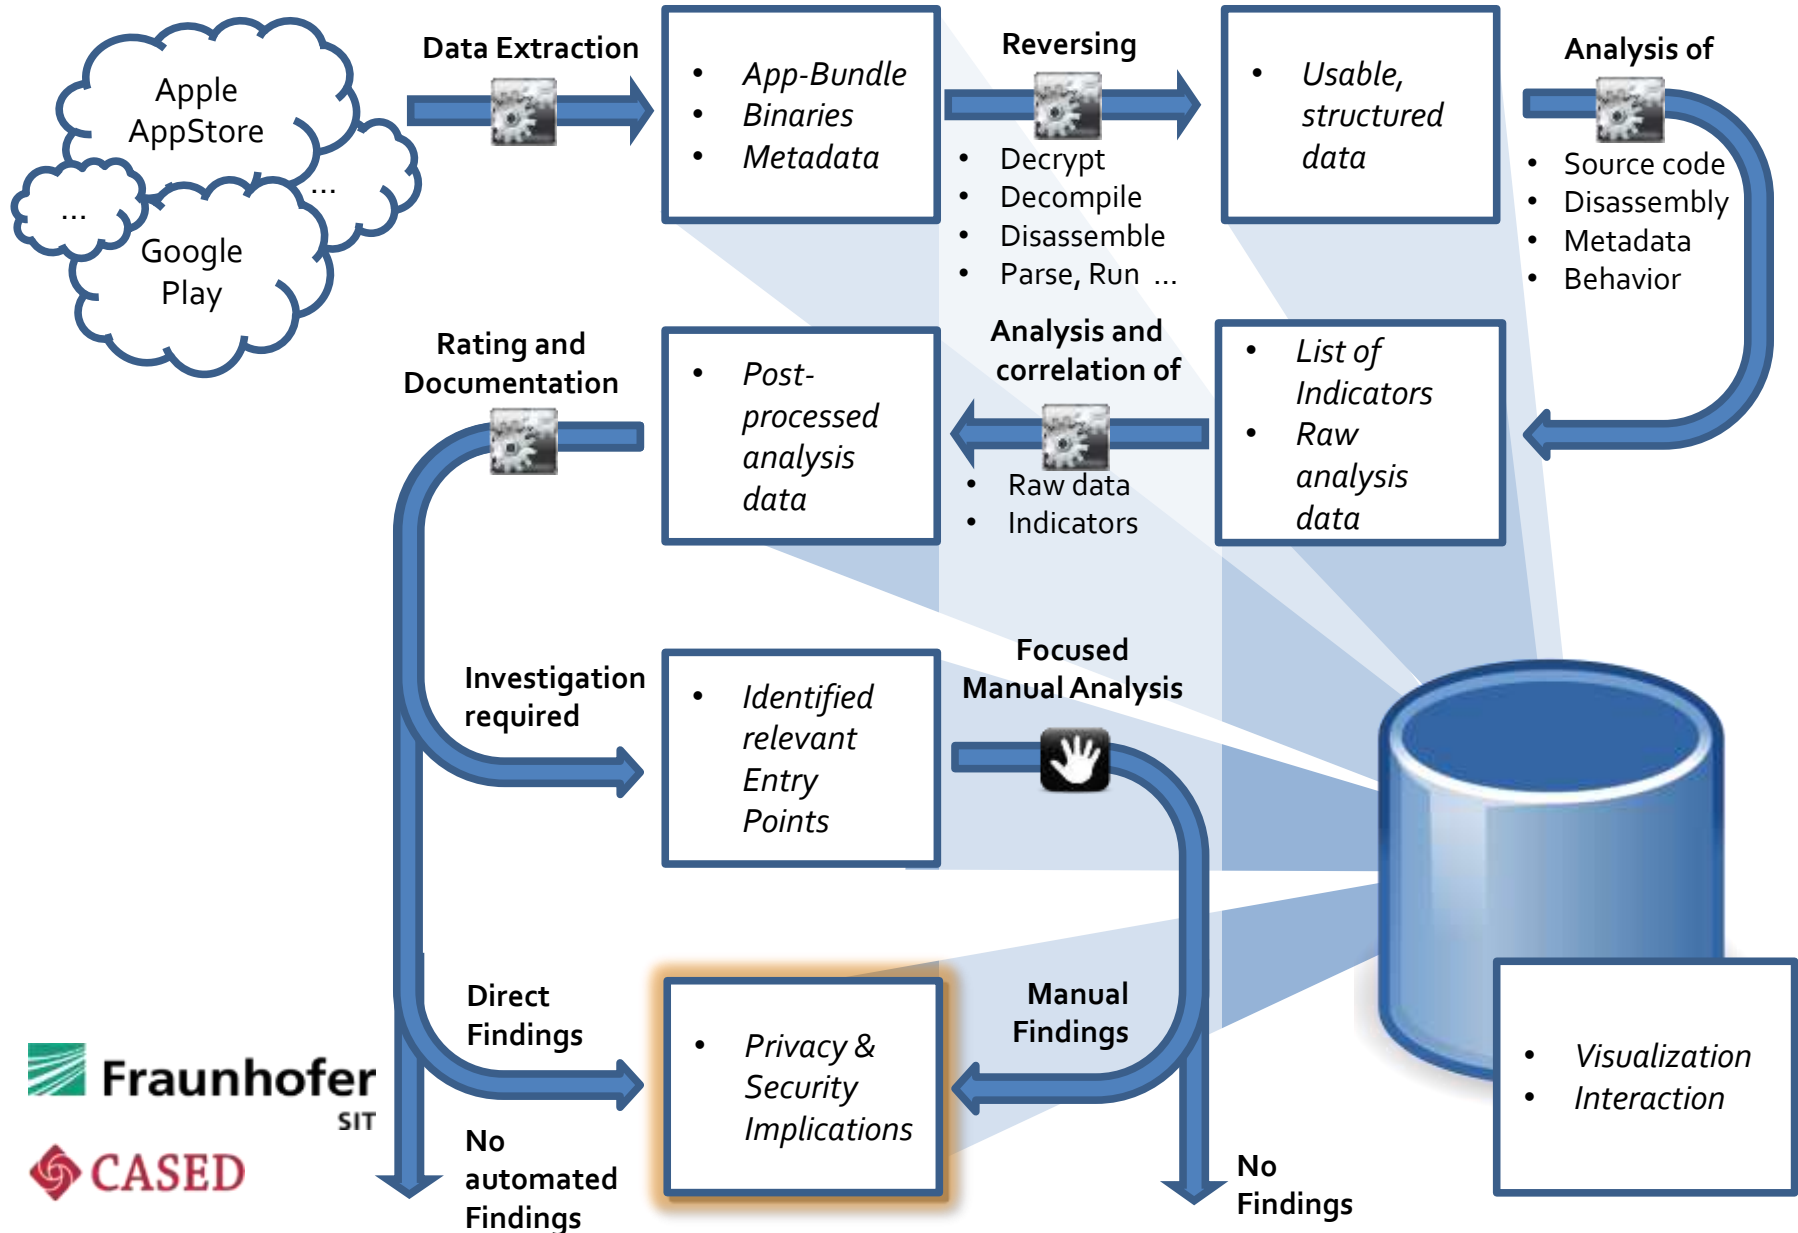 Apple
AppStore
...
...
Google
Play
Data Extraction
• App-Bundle
• Binaries
• Metadata
Reversing
• Decrypt
• Decompile
• Disassemble
• Parse, Run ...
• Usable,
structured
data
Analysis of
• Source code
• Disassembly
• Metadata
• Behavior
• List of
Indicators
• Raw
analysis
data
Analysis and
correlation of
• Raw data
• Indicators
• Post-
processed
analysis
data
Rating and
Documentation
Investigation
required
• Identified
relevant
Entry
Points
Focused
Manual Analysis
Direct
Findings
• Privacy &
Security
Implications
Manual
Findings
No
automated
Findings
No
Findings
• Visualization
• Interaction
Fraunhofer
SIT
CASED